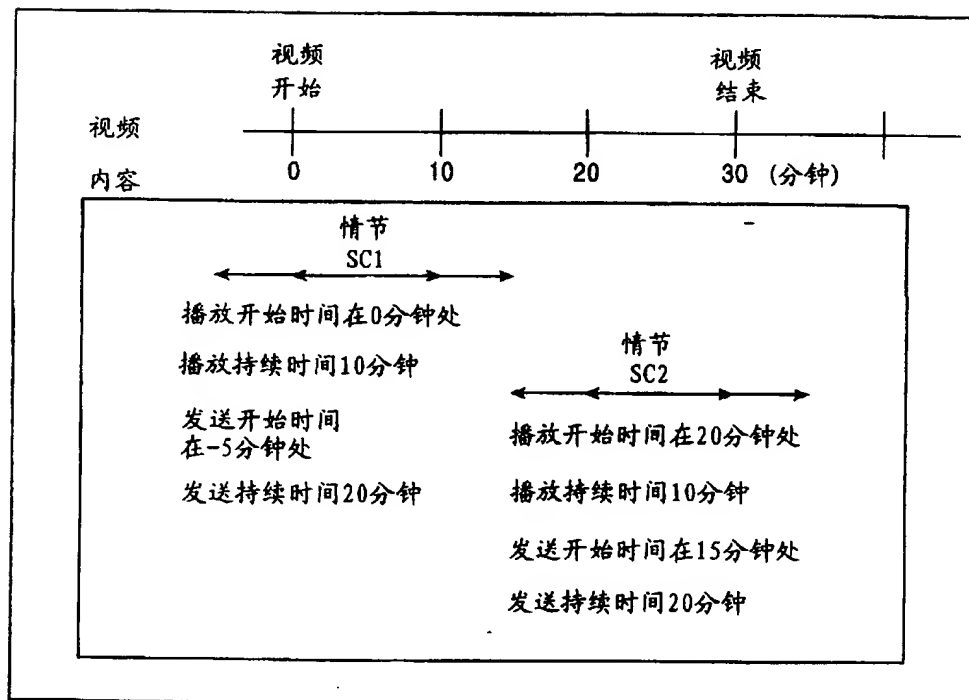 视频
开始
视频
结束
视频
内容
0 10 20 30 (分钟)
情节
SC1
播放开始时间在0分钟处
播放持续时间10分钟
发送开始时间
在-5分钟处
发送持续时间20分钟
情节
SC2
播放开始时间在20分钟处
播放持续时间10分钟
发送开始时间在15分钟处
发送持续时间20分钟